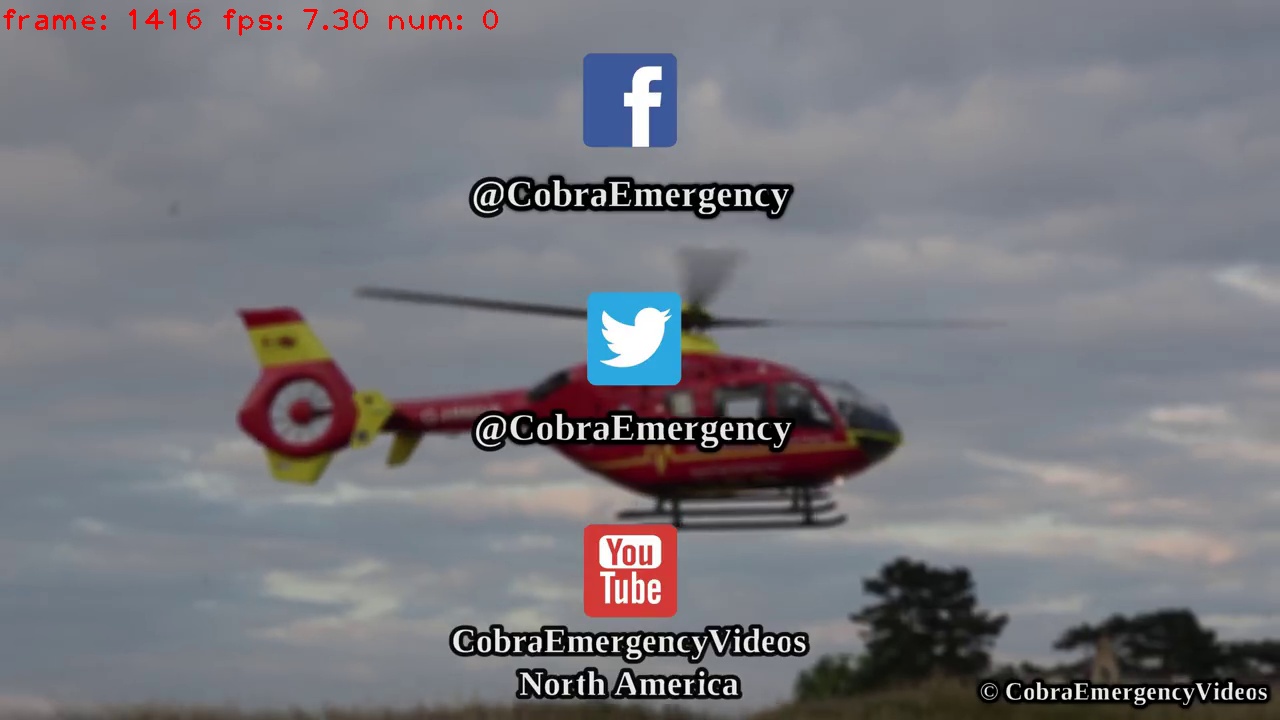 frame: 1416 fps: 7.30 num: 0
f
@CobraEmergency
@CobraEmergency
You
Tube
CobraEmergencyVideos
North America
© CobraEmergencyVideos